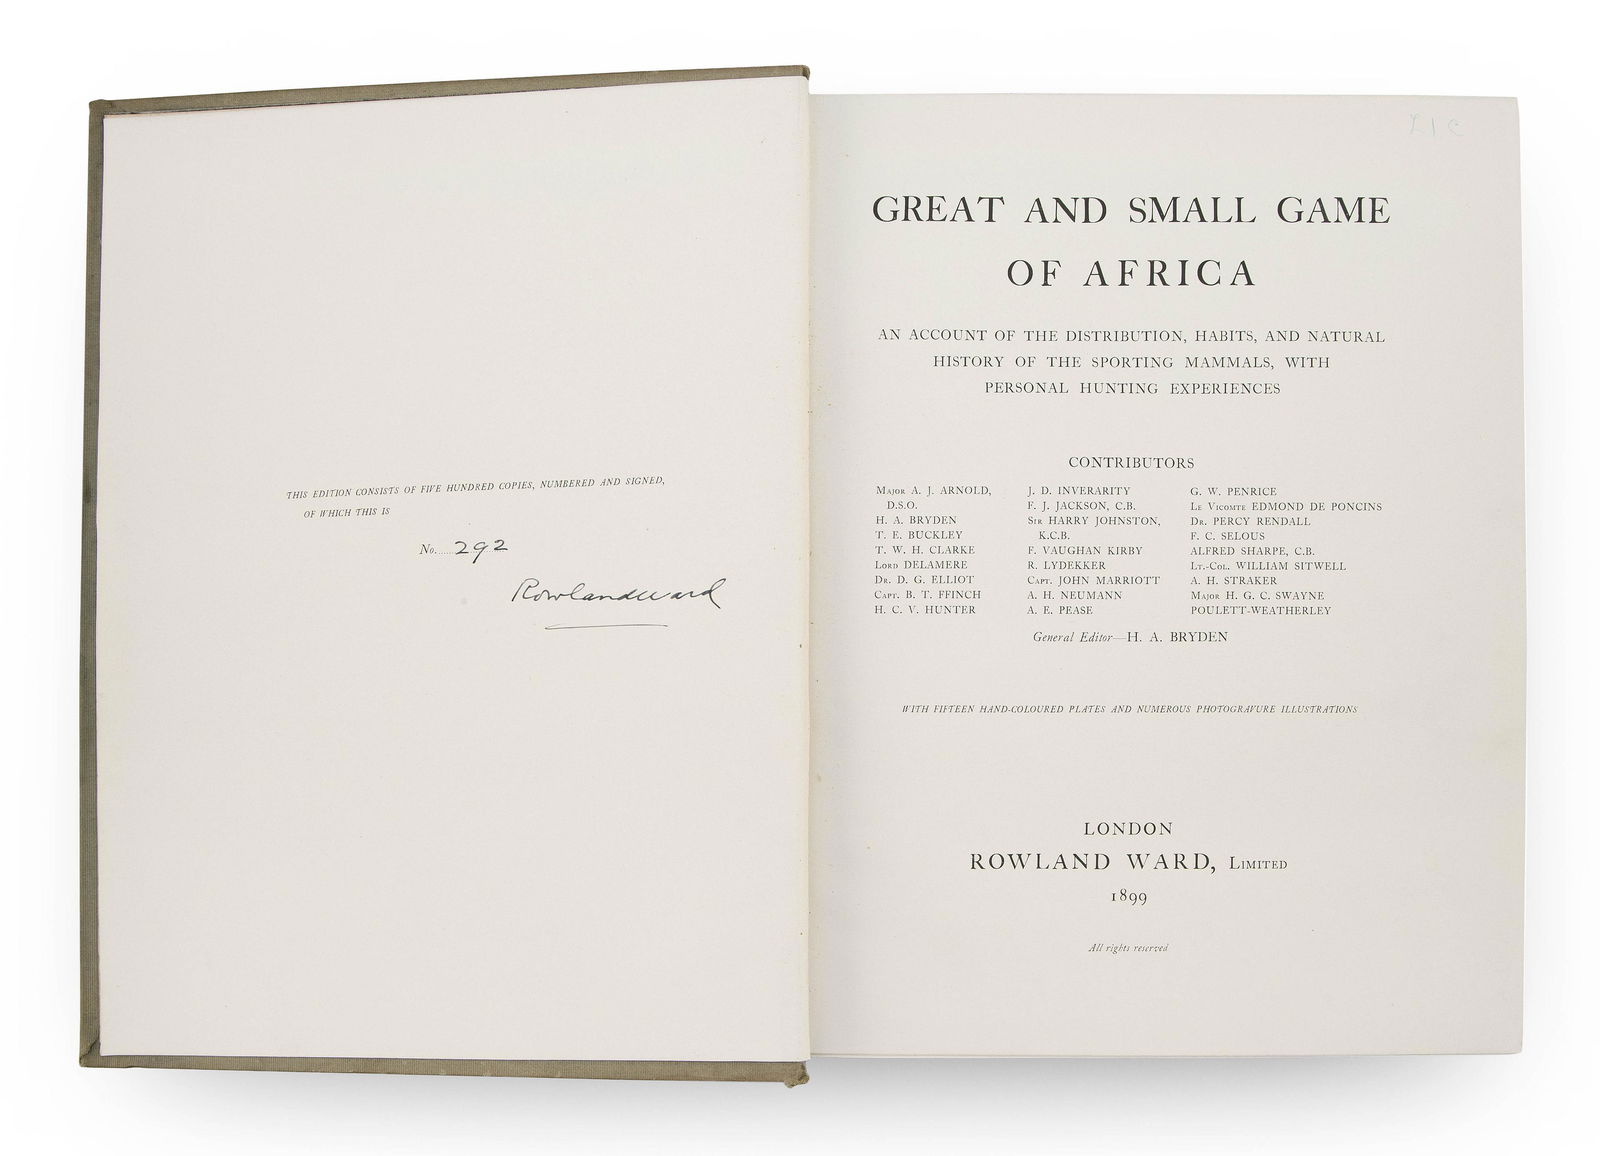 THIS EDITION CONSISTS OF FIVE HUNDRED COPIES, NUMBERED AND SIGNED,
OF WHICH THIS IS
No. ..... 292
Rowland Ward
GREAT AND SMALL GAME
OF AFRICA
AN ACCOUNT OF THE DISTRIBUTION, HABITS, AND NATURAL
HISTORY OF THE SPORTING MAMMALS, WITH
PERSONAL HUNTING EXPERIENCES
CONTRIBUTORS
Major A. J. ARNOLD,
D.S.O.
H. A. BRYDEN
T. E. BUCKLEY
T. W. H. CLARKE
Lord DELAMERE
Dr. D. G. ELLIOT
Capt. B. T. FFINCH
H. C. V. HUNTER
J. D. INVERARITY
F. J. JACKSON, C.B.
Sir HARRY JOHNSTON,
K.C.B.
F. VAUGHAN KIRBY
R. LYDEKKER
Capt. JOHN MARRIOTT
A. H. NEUMANN
A. E. PEASE
G. W. PENRICE
Le Vicomte EDMOND DE PONCINS
Dr. PERCY RENDALL
F. C. SELOUS
ALFRED SHARPE, C.B.
Lt.-Col. WILLIAM SITWELL
A. H. STRAKER
Major H. G. C. SWAYNE
POULETT-WEATHERLEY
General Editor—H. A. BRYDEN
WITH FIFTEEN HAND-COLOURED PLATES AND NUMEROUS PHOTOGRAVURE ILLUSTRATIONS
LONDON
ROWLAND WARD, Limited
1899
All rights reserved